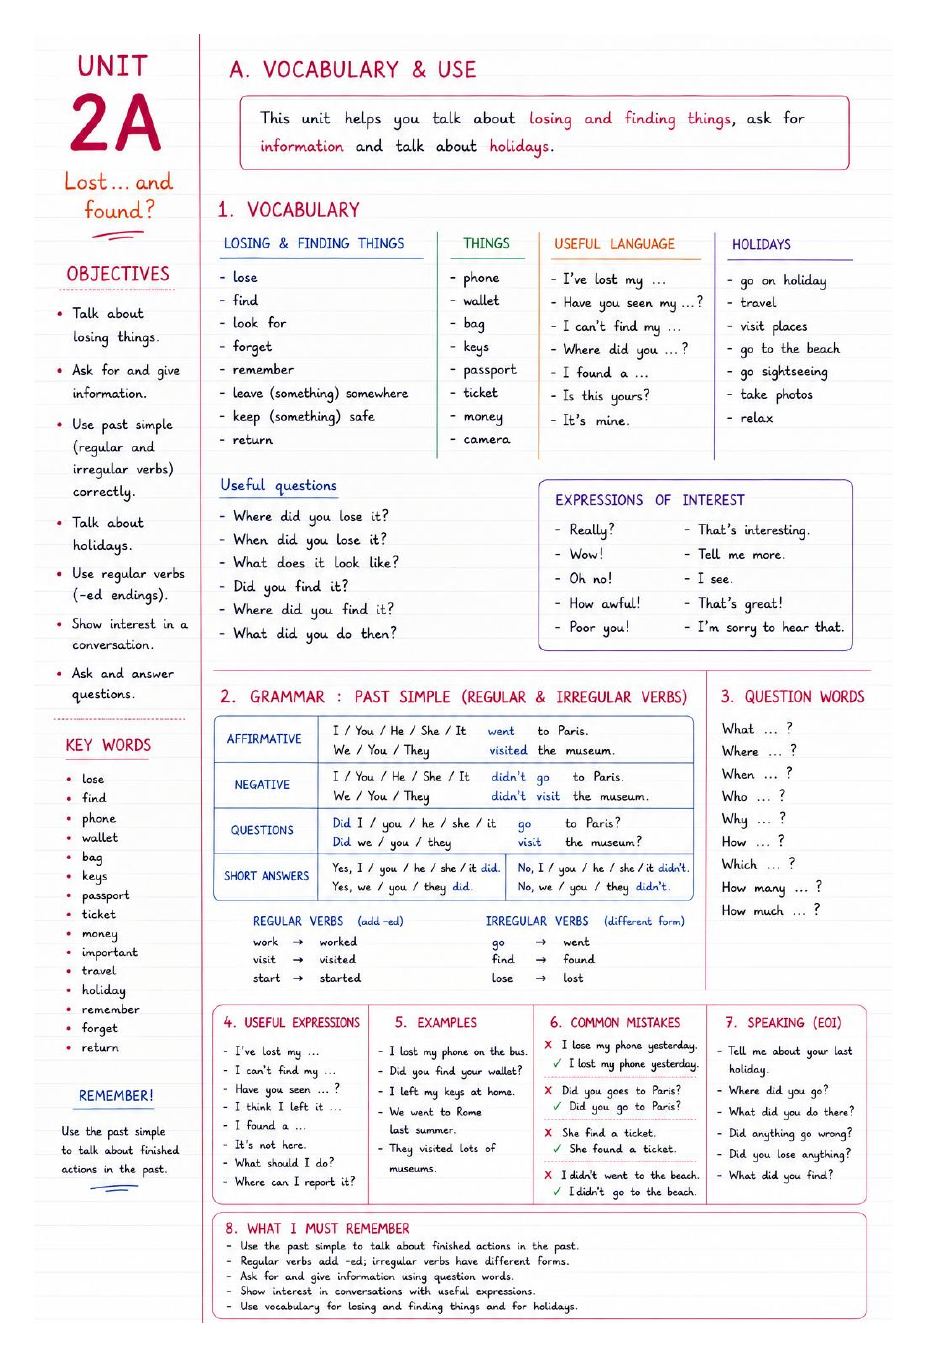 UNIT
2A
Lost... and
found?
OBJECTIVES
• Talk about
losing things.
• Ask for and give
information.
• Use past simple
(regular and
irregular verbs)
correctly.
• Talk about
holidays.
• Use regular verbs
(-ed endings).
• Show interest in a
conversation.
• Ask and answer
questions.
KEY WORDS
• lose
• find
• phone
• wallet
• bag
• keys
• passport
• ticket
• money
• important
• travel
• holiday
• remember
• forget
• return
REMEMBER!
Use the past simple
to talk about finished
actions in the past.
A. VOCABULARY & USE
This unit helps you talk about losing and finding things, ask for
information and talk about holidays.
1. VOCABULARY
LOSING & FINDING THINGS
- lose
- find
- look for
- forget
- remember
- leave (something) somewhere
- keep (something) safe
- return
THINGS
- phone
- wallet
- bag
- keys
- passport
- ticket
- money
- camera
USEFUL LANGUAGE
- I've lost my ...
- Have you seen my ...?
- I can't find my ...
- Where did you ... ?
- I found a ...
- Is this yours?
- It's mine.
HOLIDAYS
- go on holiday
- travel
- visit places
- go to the beach
- go sightseeing
- take photos
- relax
Useful questions
- Where did you lose it?
- When did you lose it?
- What does it look like?
- Did you find it?
- Where did you find it?
- What did you do then?
EXPRESSIONS OF INTEREST
- Really?
- Wow!
- Oh no!
- How awful!
- Poor you!
- That's interesting.
- Tell me more.
- I see.
- That's great!
- I'm sorry to hear that.
2. GRAMMAR : PAST SIMPLE (REGULAR & IRREGULAR VERBS)
AFFIRMATIVE
I / You / He / She / It went to Paris.
We / You / They visited the museum.
NEGATIVE
I / You / He / She / It didn't go to Paris.
We / You / They didn't visit the museum.
QUESTIONS
Did I / you / he / she / it go to Paris?
Did we / you / they visit the museum?
SHORT ANSWERS
Yes, I / you / he / she / it did.
Yes, we / you / they did.
No, I / you / he / she / it didn't.
No, we / you / they didn't.
REGULAR VERBS (add -ed)
work → worked
visit → visited
start → started
IRREGULAR VERBS (different form)
go → went
find → found
lose → lost
3. QUESTION WORDS
What ... ?
Where ... ?
When ... ?
Who ... ?
Why ... ?
How ... ?
Which ... ?
How many ... ?
How much ... ?
4. USEFUL EXPRESSIONS
- I've lost my ...
- I can't find my ...
- Have you seen ... ?
- I think I left it ...
- I found a ...
- It's not here.
- What should I do?
- Where can I report it?
5. EXAMPLES
- I lost my phone on the bus.
- Did you find your wallet?
- I left my keys at home.
- We went to Rome
last summer.
- They visited lots of
museums.
6. COMMON MISTAKES
✗ I lose my phone yesterday.
✓ I lost my phone yesterday.
✗ Did you goes to Paris?
✓ Did you go to Paris?
✗ She find a ticket.
✓ She found a ticket.
✗ I didn't went to the beach.
✓ I didn't go to the beach.
7. SPEAKING (EOI)
- Tell me about your last
holiday.
- Where did you go?
- What did you do there?
- Did anything go wrong?
- Did you lose anything?
- What did you find?
8. WHAT I MUST REMEMBER
- Use the past simple to talk about finished actions in the past.
- Regular verbs add -ed; irregular verbs have different forms.
- Ask for and give information using question words.
- Show interest in conversations with useful expressions.
- Use vocabulary for losing and finding things and for holidays.